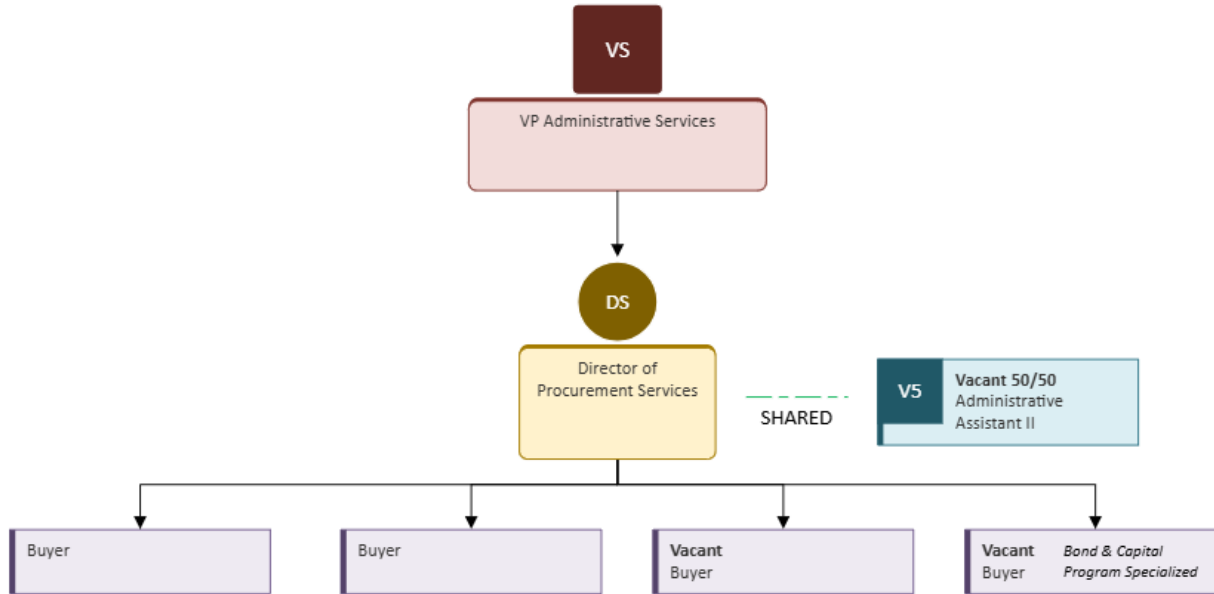 VS
VP Administrative Services
DS
Director of
Procurement Services
SHARED
V5
Vacant 50/50
Administrative
Assistant II
Buyer
Buyer
Vacant
Buyer
Vacant
Buyer
Bond & Capital
Program Specialized